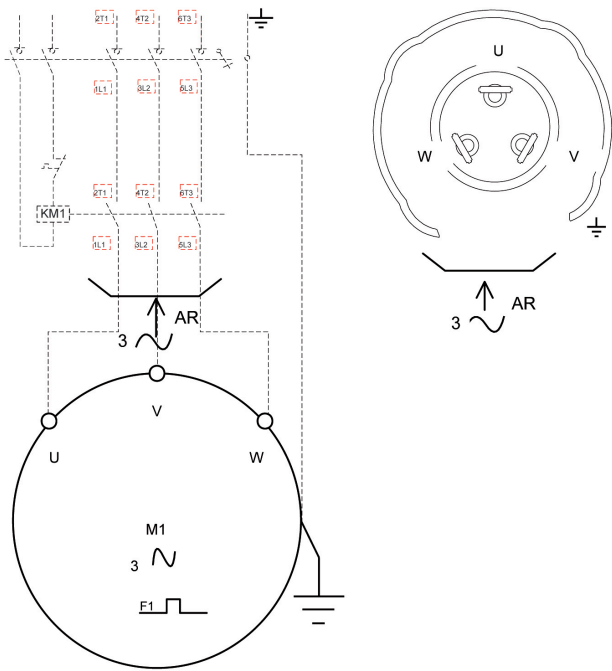 2T1 4T2 6T3
U
1L1 3L2 5L3
W V
2T1 4T2 6T3
KM1
1L1 3L2 5L3
AR
3
AR
3
V
U W
M1
3
F1